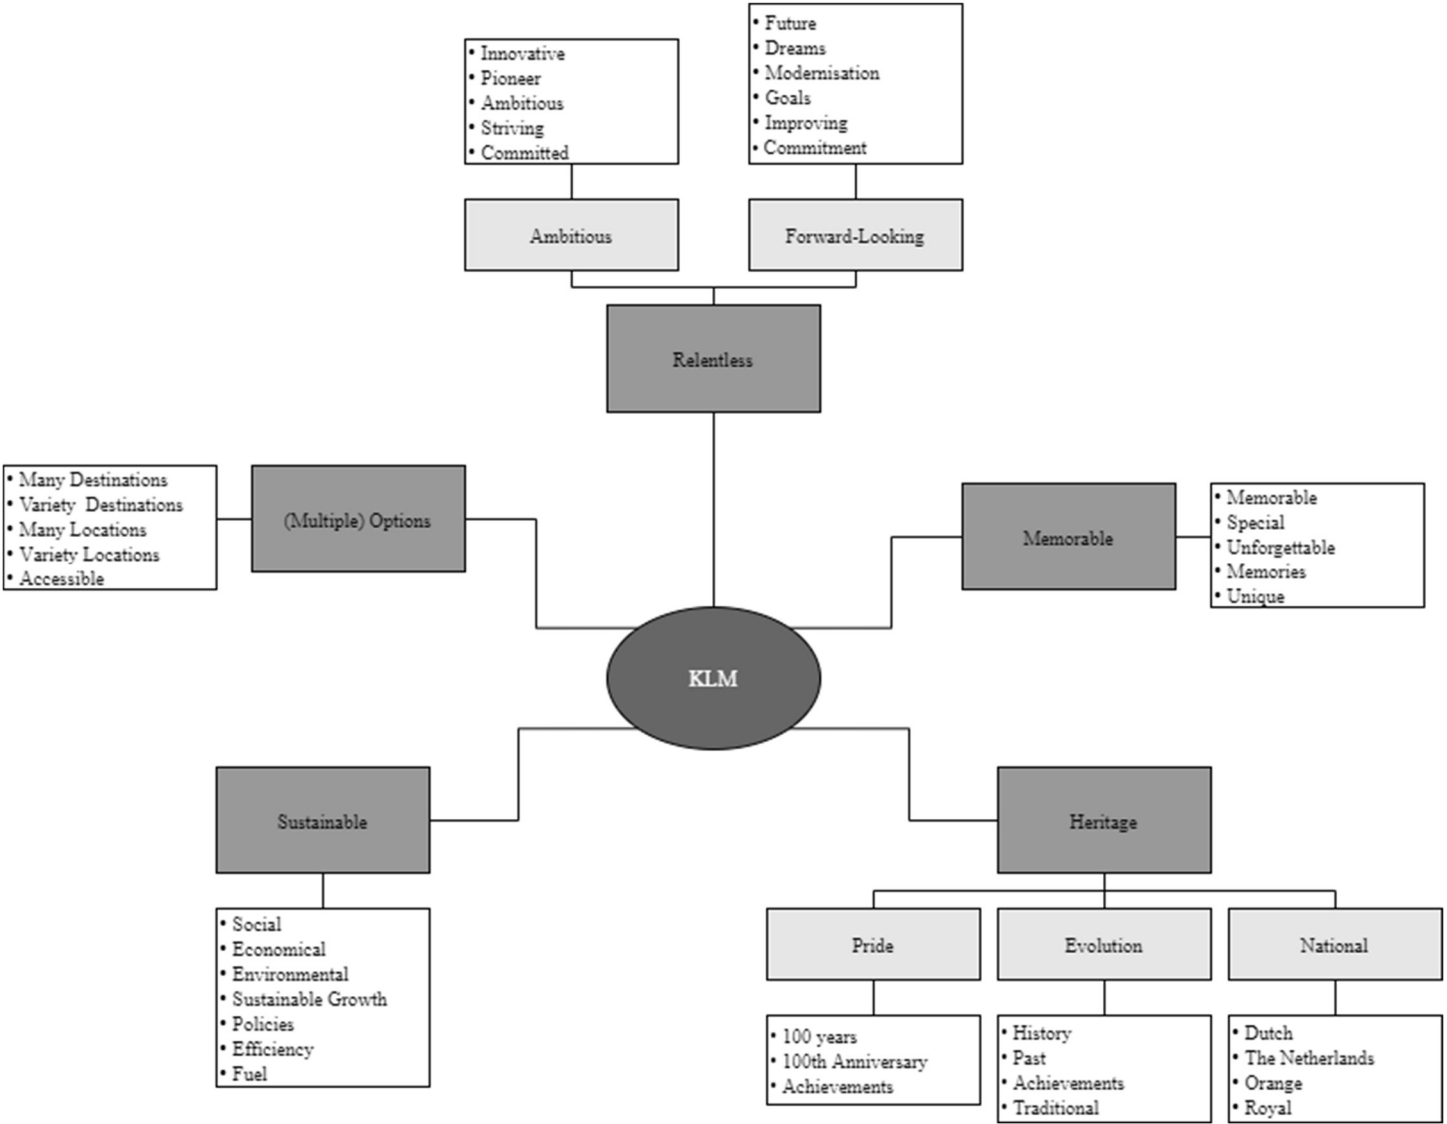 • Innovative
• Pioneer
• Ambitious
• Striving
• Committed
• Future
• Dreams
• Modernisation
• Goals
• Improving
• Commitment
Ambitious
Forward-Looking
Relentless
• Many Destinations
• Variety Destinations
• Many Locations
• Variety Locations
• Accessible
(Multiple) Options
Memorable
• Memorable
• Special
• Unforgettable
• Memories
• Unique
KLM
Sustainable
• Social
• Economical
• Environmental
• Sustainable Growth
• Policies
• Efficiency
• Fuel
Heritage
Pride
Evolution
National
• 100 years
• 100th Anniversary
• Achievements
• History
• Past
• Achievements
• Traditional
• Dutch
• The Netherlands
• Orange
• Royal